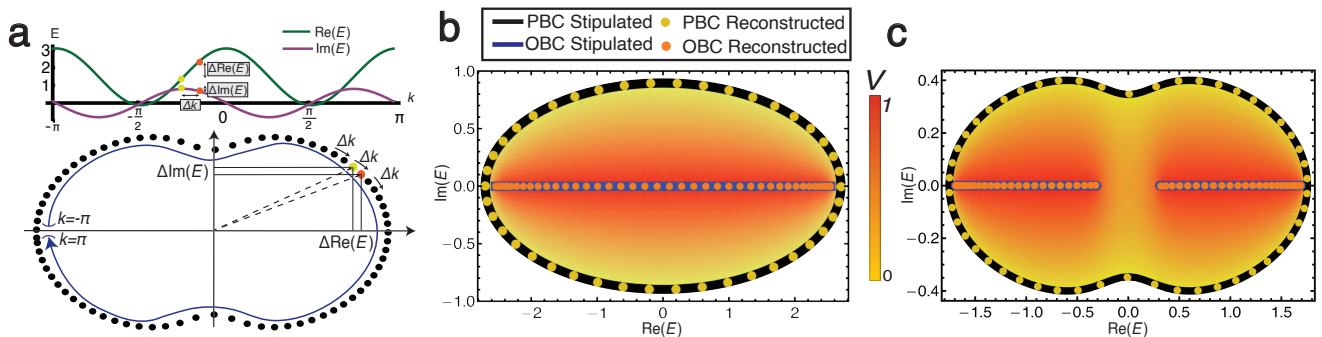 a
E
Re(E)
Im(E)
3
2
1
ΔRe(E)
ΔIm(E)
Δk
k
-π
-π/2
0
π/2
π
Δk
Δk
Δk
ΔIm(E)
k=-π
k=π
ΔRe(E)
b
PBC Stipulated
PBC Reconstructed
OBC Stipulated
OBC Reconstructed
Im(E)
1.0
0.5
0.0
−0.5
−1.0
−2 −1 0 1 2
Re(E)
V
1
0
c
Im(E)
0.4
0.2
0.0
−0.2
−0.4
−1.5 −1.0 −0.5 0.0 0.5 1.0 1.5
Re(E)